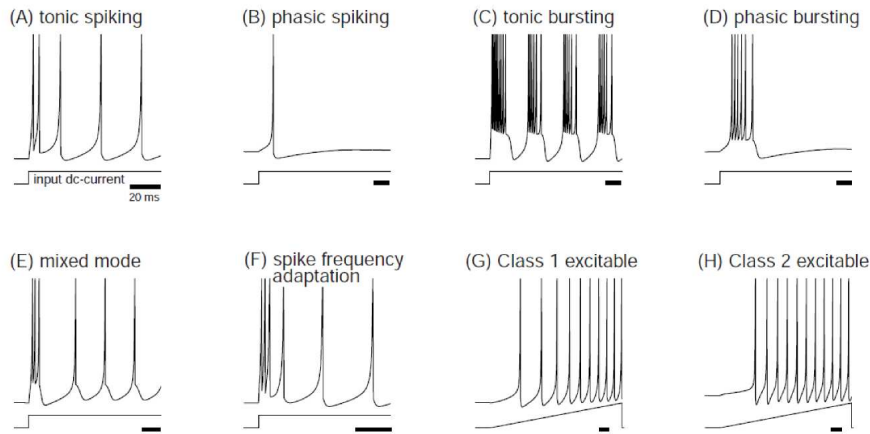 (A) tonic spiking
(B) phasic spiking
(C) tonic bursting
(D) phasic bursting
input dc-current
20 ms
(E) mixed mode
(F) spike frequency
adaptation
(G) Class 1 excitable
(H) Class 2 excitable